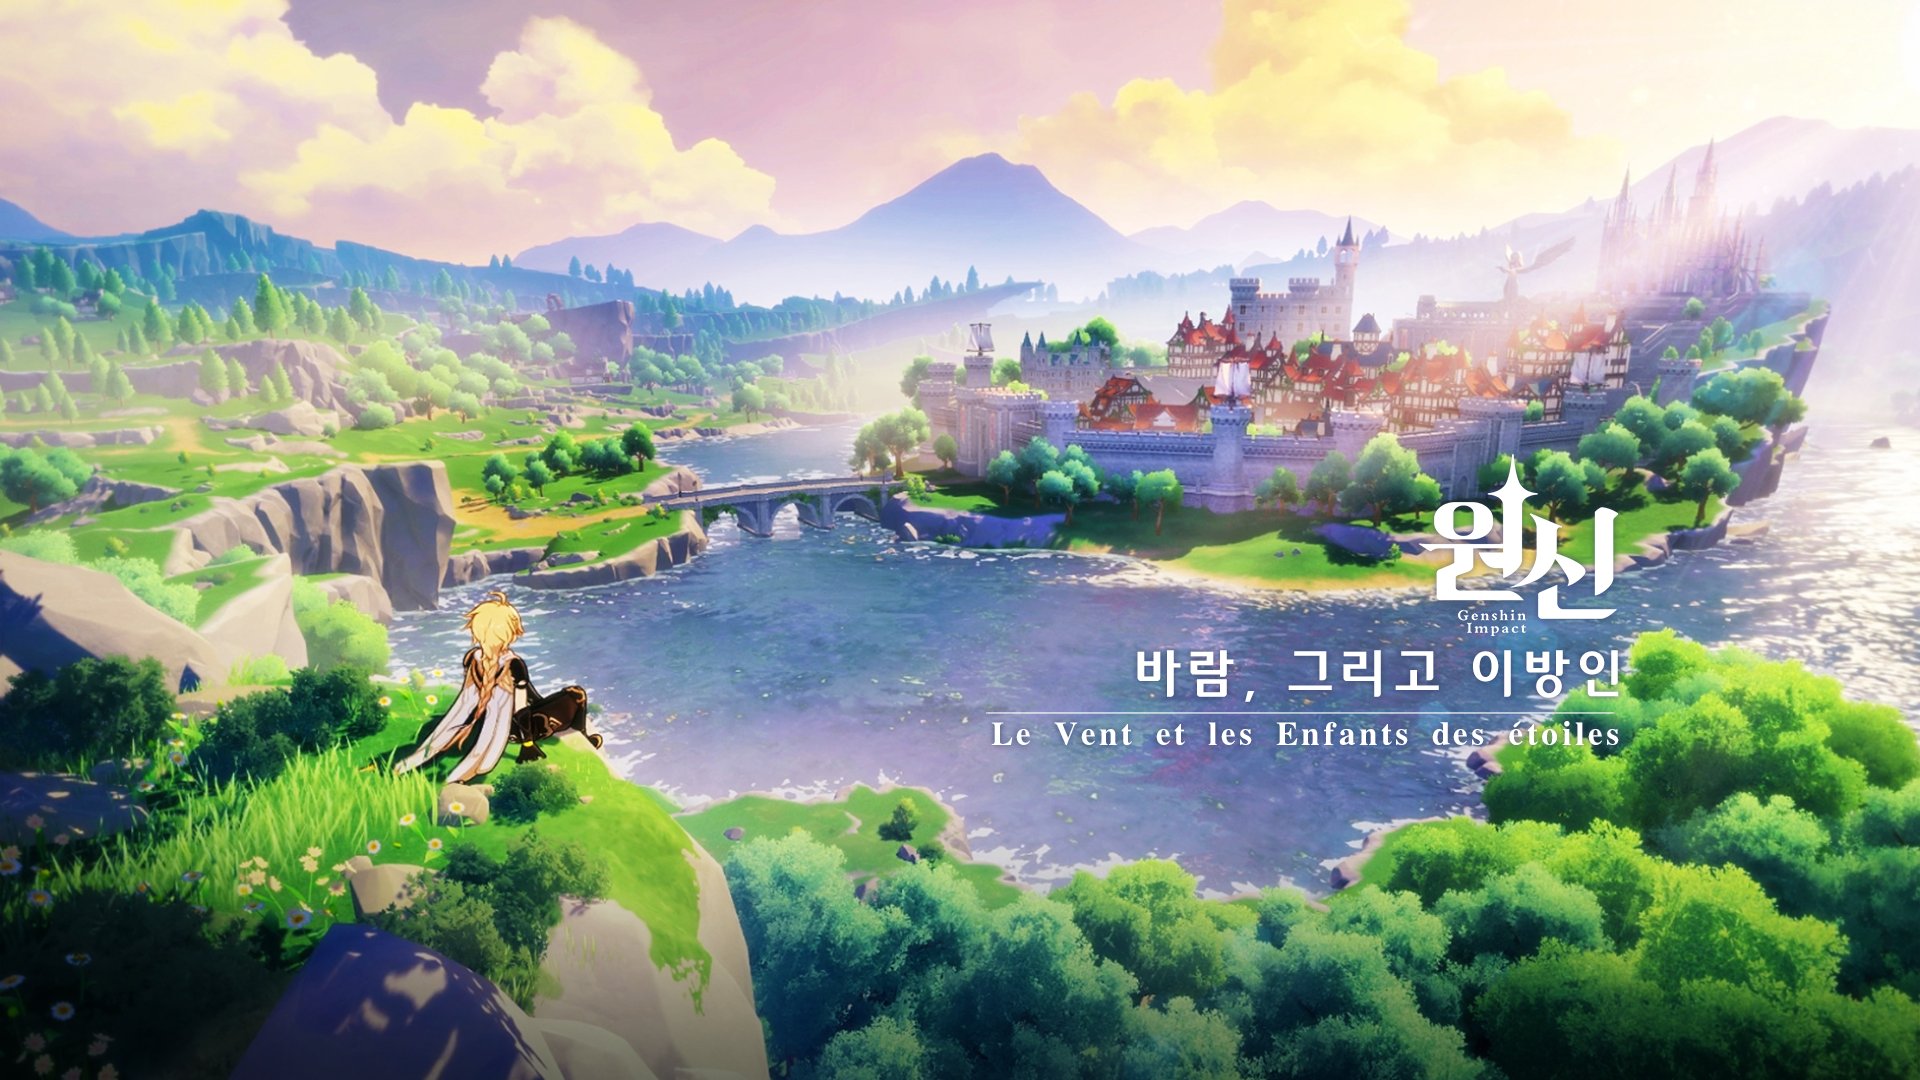 원신
Genshin
Impact
바람, 그리고 이방인
Le Vent et les Enfants des étoiles